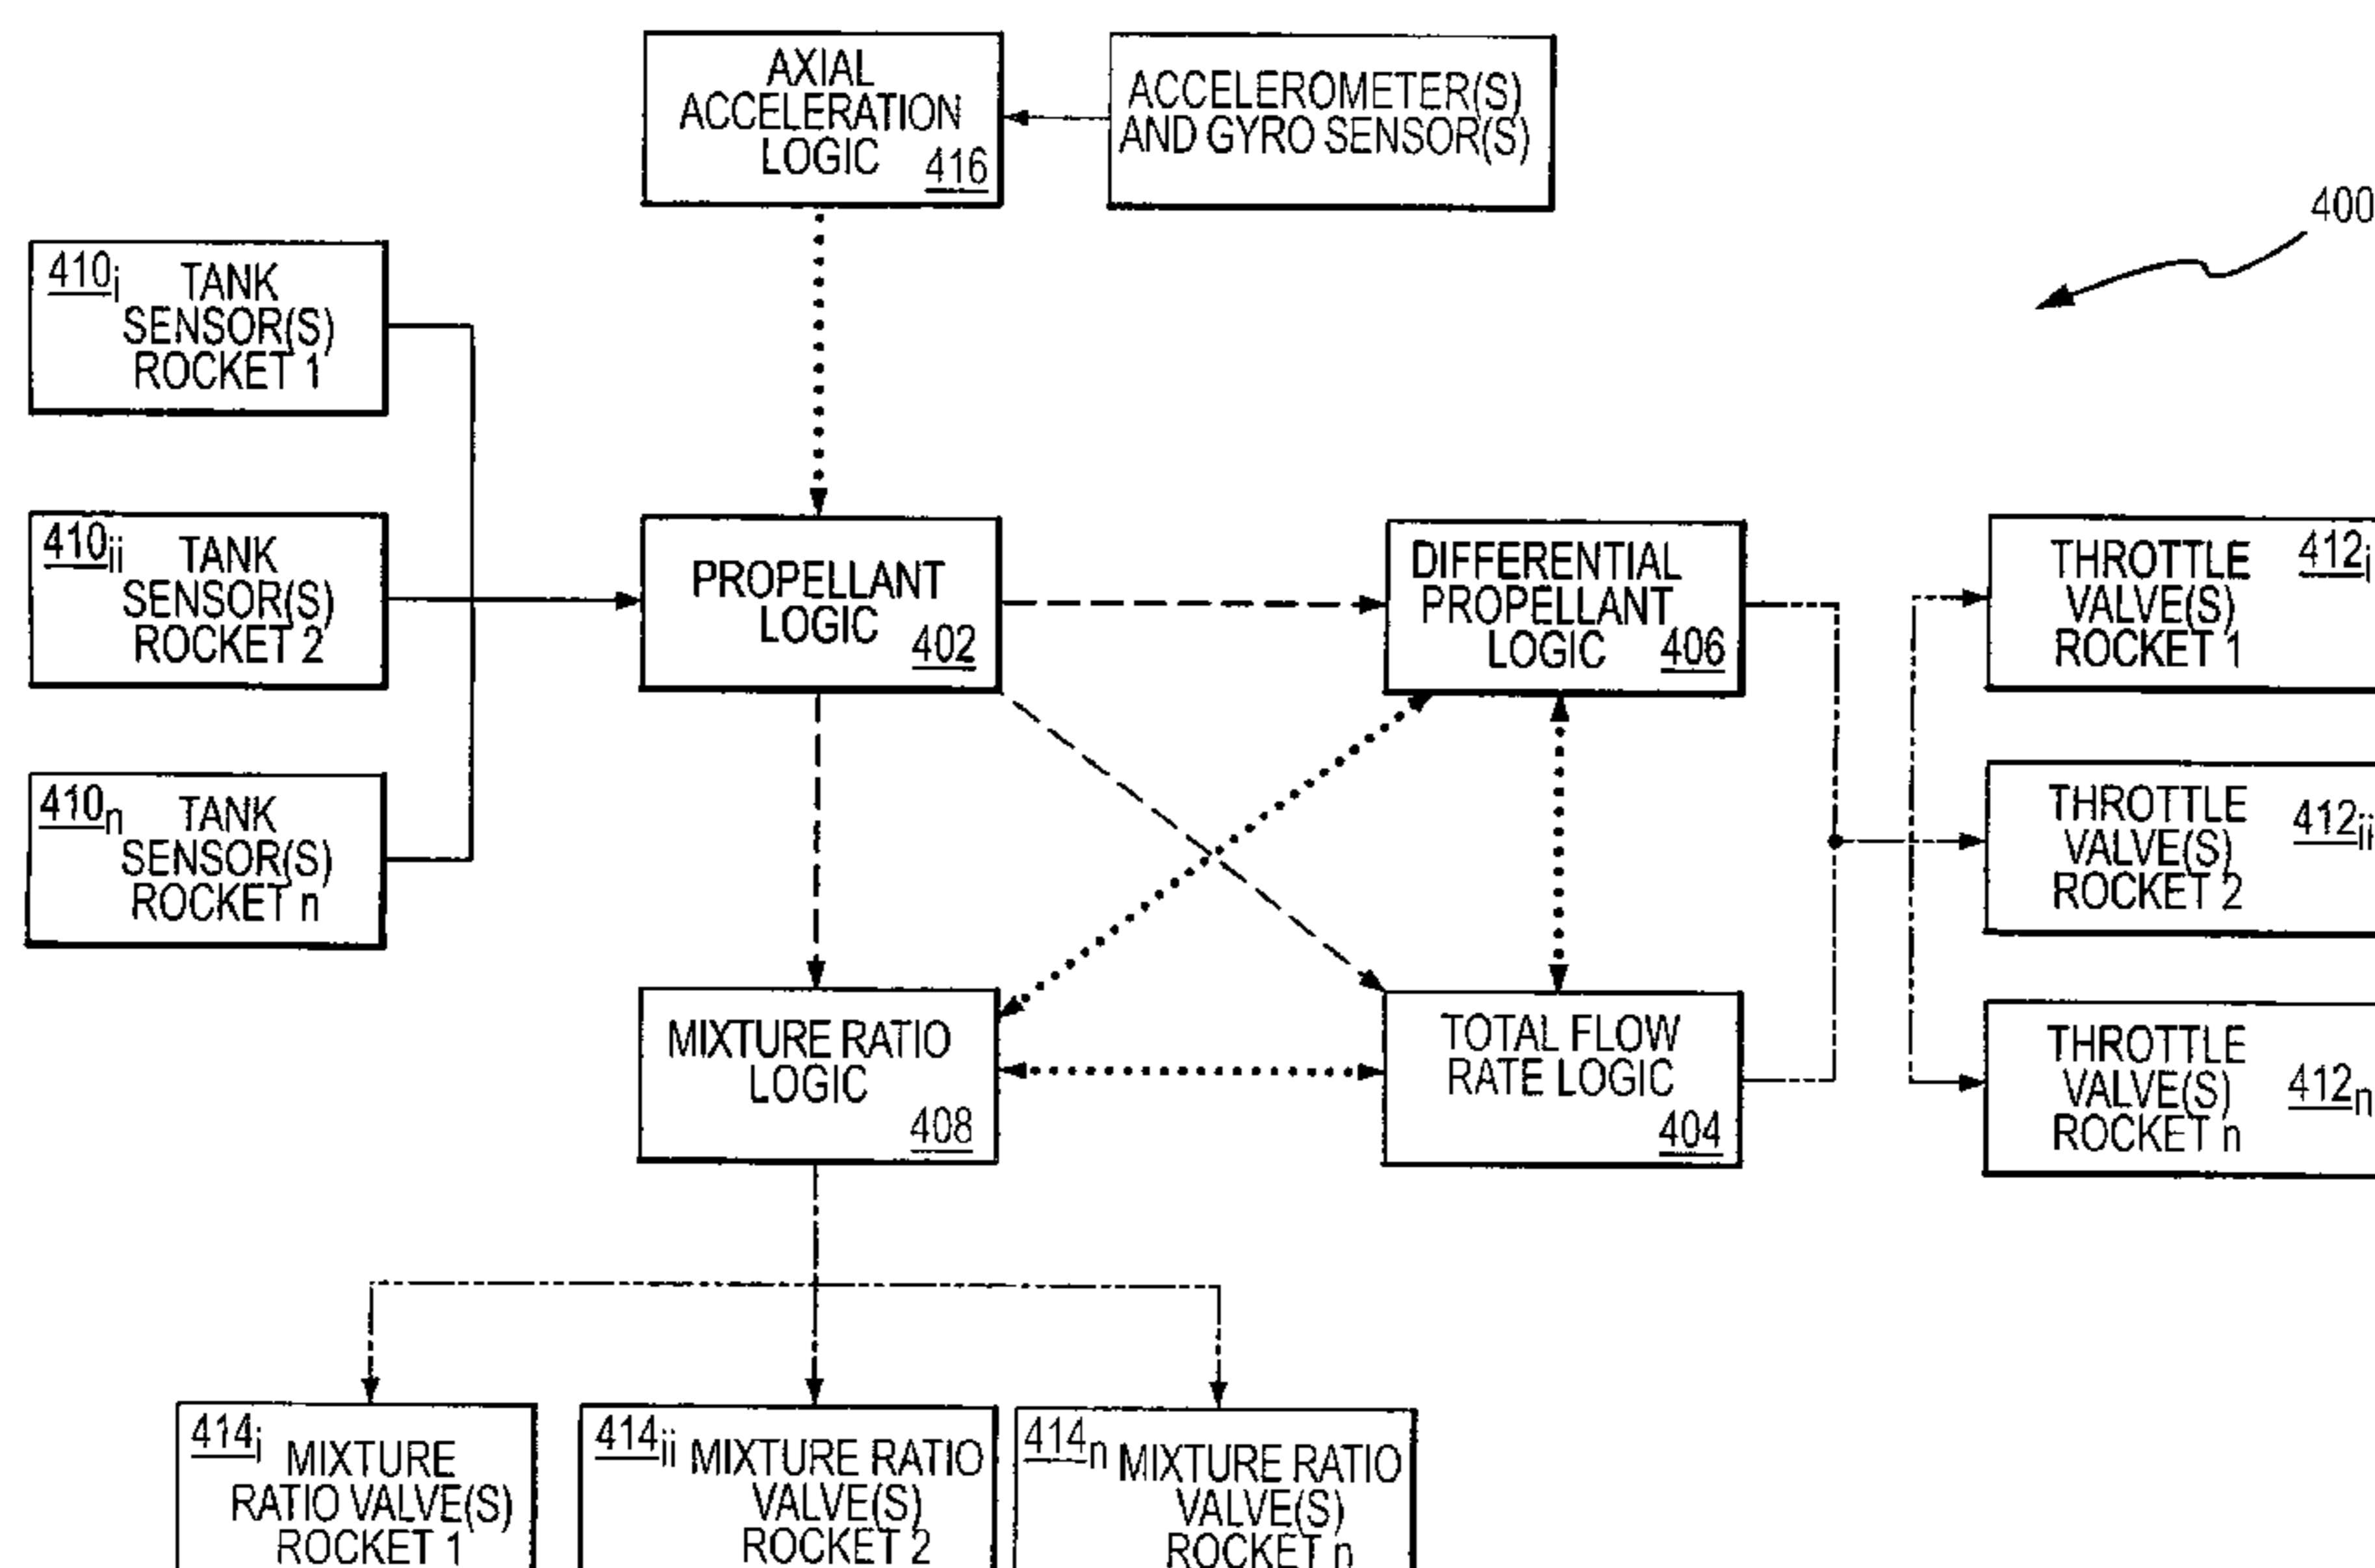 AXIAL
ACCELERATION
LOGIC
416
ACCELEROMETER(S)
AND GYRO SENSOR(S)
400
410i
TANK
SENSOR(S)
ROCKET 1
410ii
TANK
SENSOR(S)
ROCKET 2
410n
TANK
SENSOR(S)
ROCKET n
PROPELLANT
LOGIC
402
DIFFERENTIAL
PROPELLANT
LOGIC
406
THROTTLE
VALVE(S)
ROCKET 1
412i
THROTTLE
VALVE(S)
ROCKET 2
412ii
THROTTLE
VALVE(S)
ROCKET n
412n
MIXTURE RATIO
LOGIC
408
TOTAL FLOW
RATE LOGIC
404
414i
MIXTURE
RATIO VALVE(S)
ROCKET 1
414ii
MIXTURE RATIO
VALVE(S)
ROCKET 2
414n
MIXTURE RATIO
VALVE(S)
ROCKET n